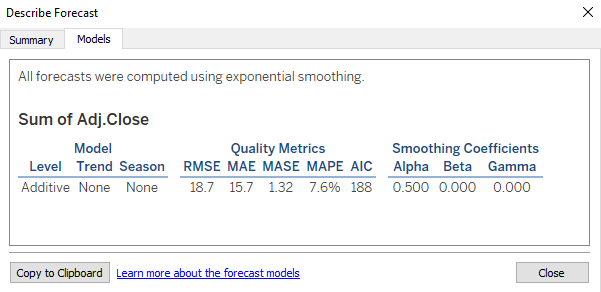 Describe Forecast
Summary Models
All forecasts were computed using exponential smoothing.
Sum of Adj.Close
Model Quality Metrics Smoothing Coefficients
Level Trend Season RMSE MAE MASE MAPE AIC Alpha Beta Gamma
Additive None None 18.7 15.7 1.32 7.6% 188 0.500 0.000 0.000
Copy to Clipboard Learn more about the forecast models Close